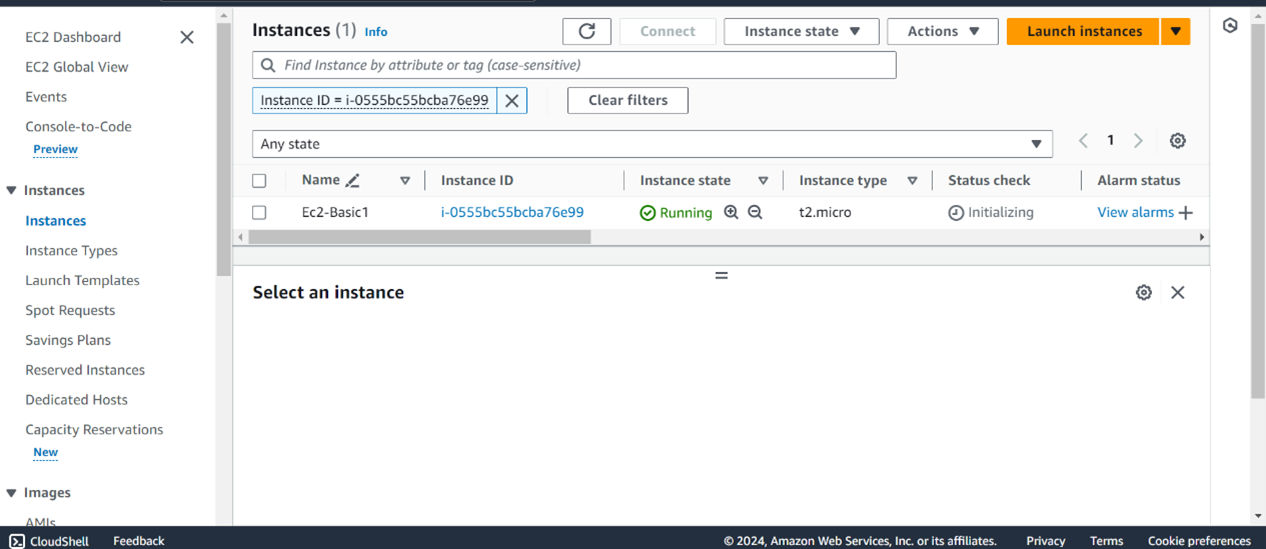 EC2 Dashboard
EC2 Global View
Events
Console-to-Code
Preview
Instances
Instances
Instance Types
Launch Templates
Spot Requests
Savings Plans
Reserved Instances
Dedicated Hosts
Capacity Reservations
New
Images
AMIs
Instances (1) Info
Connect
Instance state
Actions
Launch instances
Find Instance by attribute or tag (case-sensitive)
Instance ID = i-0555bc55bcba76e99
Clear filters
Any state
1
Name Instance ID Instance state Instance type Status check Alarm status
Ec2-Basic1 i-0555bc55bcba76e99 Running t2.micro Initializing View alarms
Select an instance
CloudShell Feedback © 2024, Amazon Web Services, Inc. or its affiliates. Privacy Terms Cookie preferences